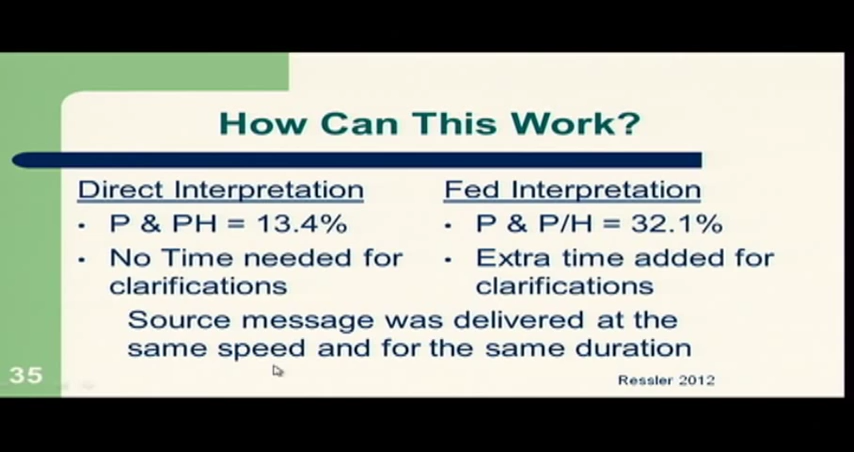 How Can This Work?
Direct Interpretation
• P & PH = 13.4%
• No Time needed for
clarifications
Fed Interpretation
• P & P/H = 32.1%
• Extra time added for
clarifications
Source message was delivered at the
same speed and for the same duration
35
Ressler 2012